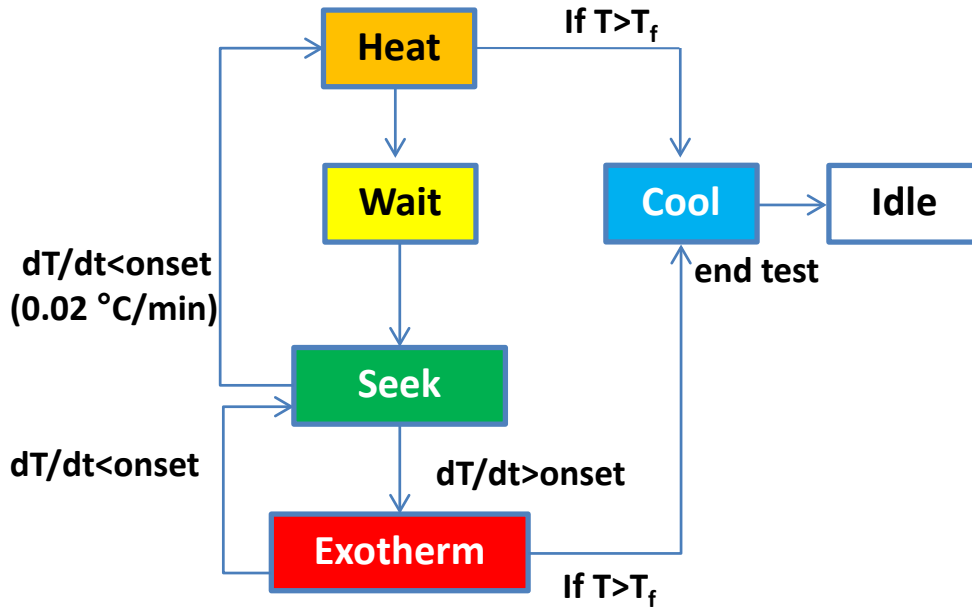 Heat
If T>Tf
Wait
Cool
Idle
dT/dt<onset
(0.02 °C/min)
end test
Seek
dT/dt<onset
dT/dt>onset
Exotherm
If T>Tf